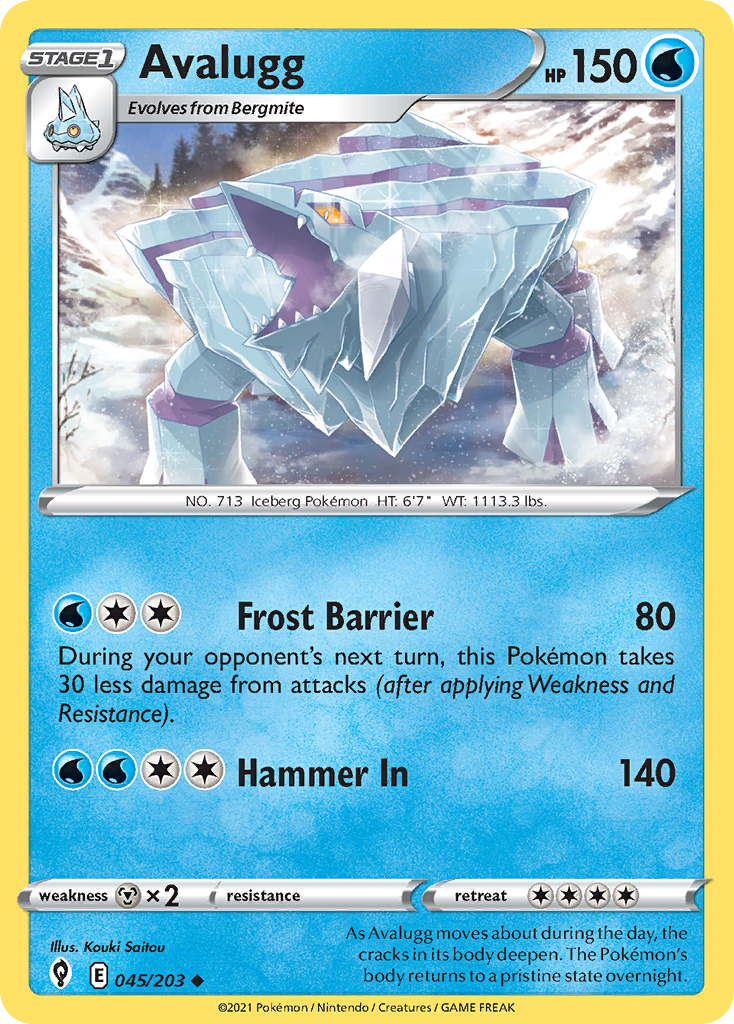 STAGE1
Avalugg
HP 150
Evolves from Bergmite
NO. 713 Iceberg Pokémon HT: 6'7" WT: 1113.3 lbs.
Frost Barrier 80
During your opponent's next turn, this Pokémon takes
30 less damage from attacks (after applying Weakness and
Resistance).
Hammer In 140
weakness ×2 resistance retreat
Illus. Kouki Saitou
E 045/203
As Avalugg moves about during the day, the
cracks in its body deepen. The Pokémon's
body returns to a pristine state overnight.
©2021 Pokémon / Nintendo / Creatures / GAME FREAK